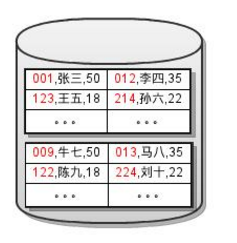 001,张三,50 012,李四,35
123,王五,18 214,孙六,22
。。。 。。。
009,牛七,50 013,马八,35
122,陈九,18 224,刘十,22
。。。 。。。